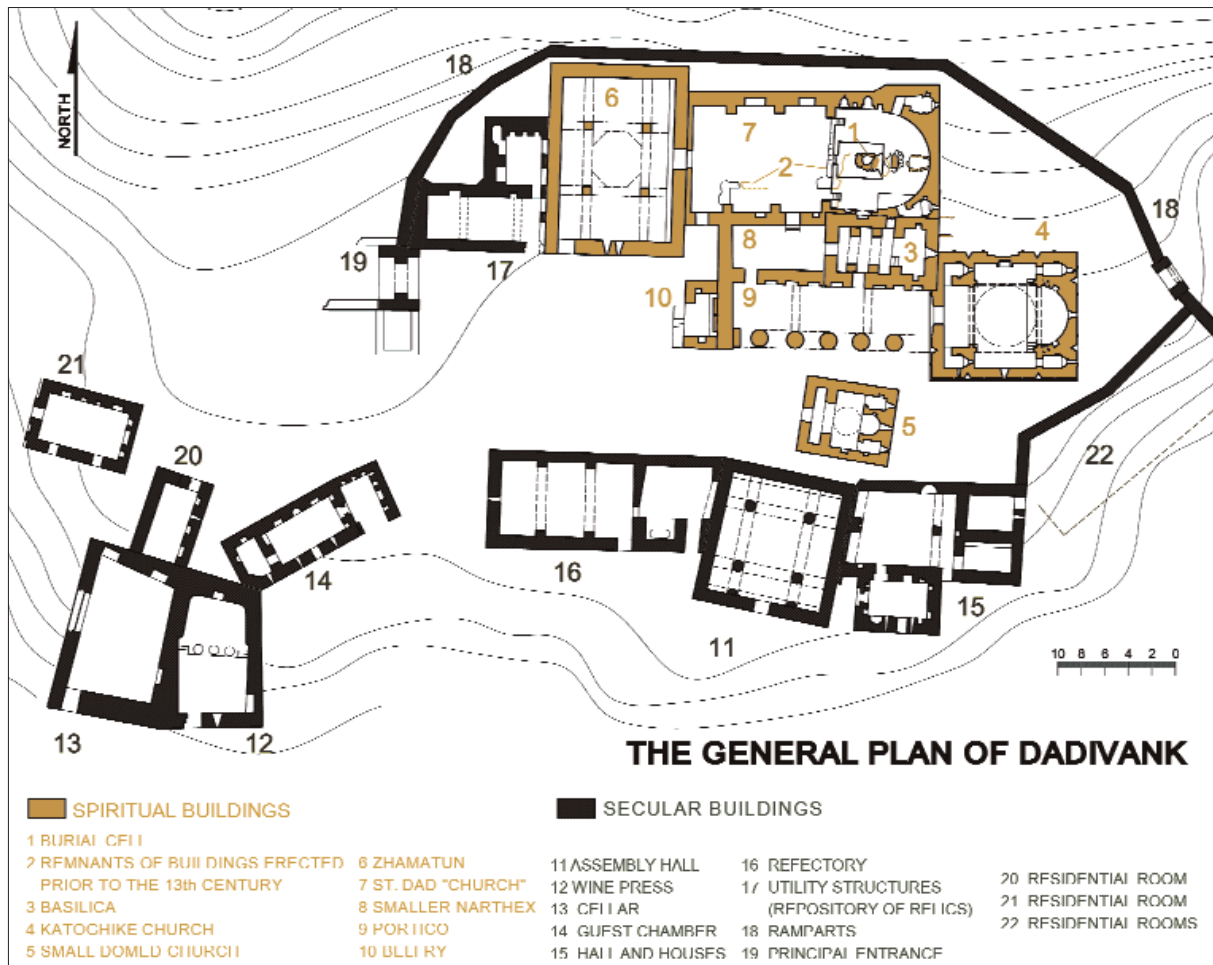 18
6
7
1
NORTH
2
18
8
3
4
19
17
10
9
21
5
20
22
10 8 6 4 2 0
14
16
15
11
13
12
THE GENERAL PLAN OF DADIVANK
SPIRITUAL BUILDINGS
1 BURIAL CELL
2 REMNANTS OF BUILDINGS ERECTED
PRIOR TO THE 13th CENTURY
3 BASILICA
4 KATOCHIKE CHURCH
5 SMALL DOMED CHURCH
6 ZHAMATUN
7 ST. DAD "CHURCH"
8 SMALLER NARTHEX
9 PORTICO
10 BELFRY
SECULAR BUILDINGS
11 ASSEMBLY HALL
12 WINE PRESS
13 CELLAR
14 GUEST CHAMBER
15 HALL AND HOUSES
16 REFECTORY
17 UTILITY STRUCTURES
(REPOSITORY OF RELICS)
18 RAMPARTS
19 PRINCIPAL ENTRANCE
20 RESIDENTIAL ROOM
21 RESIDENTIAL ROOM
22 RESIDENTIAL ROOMS